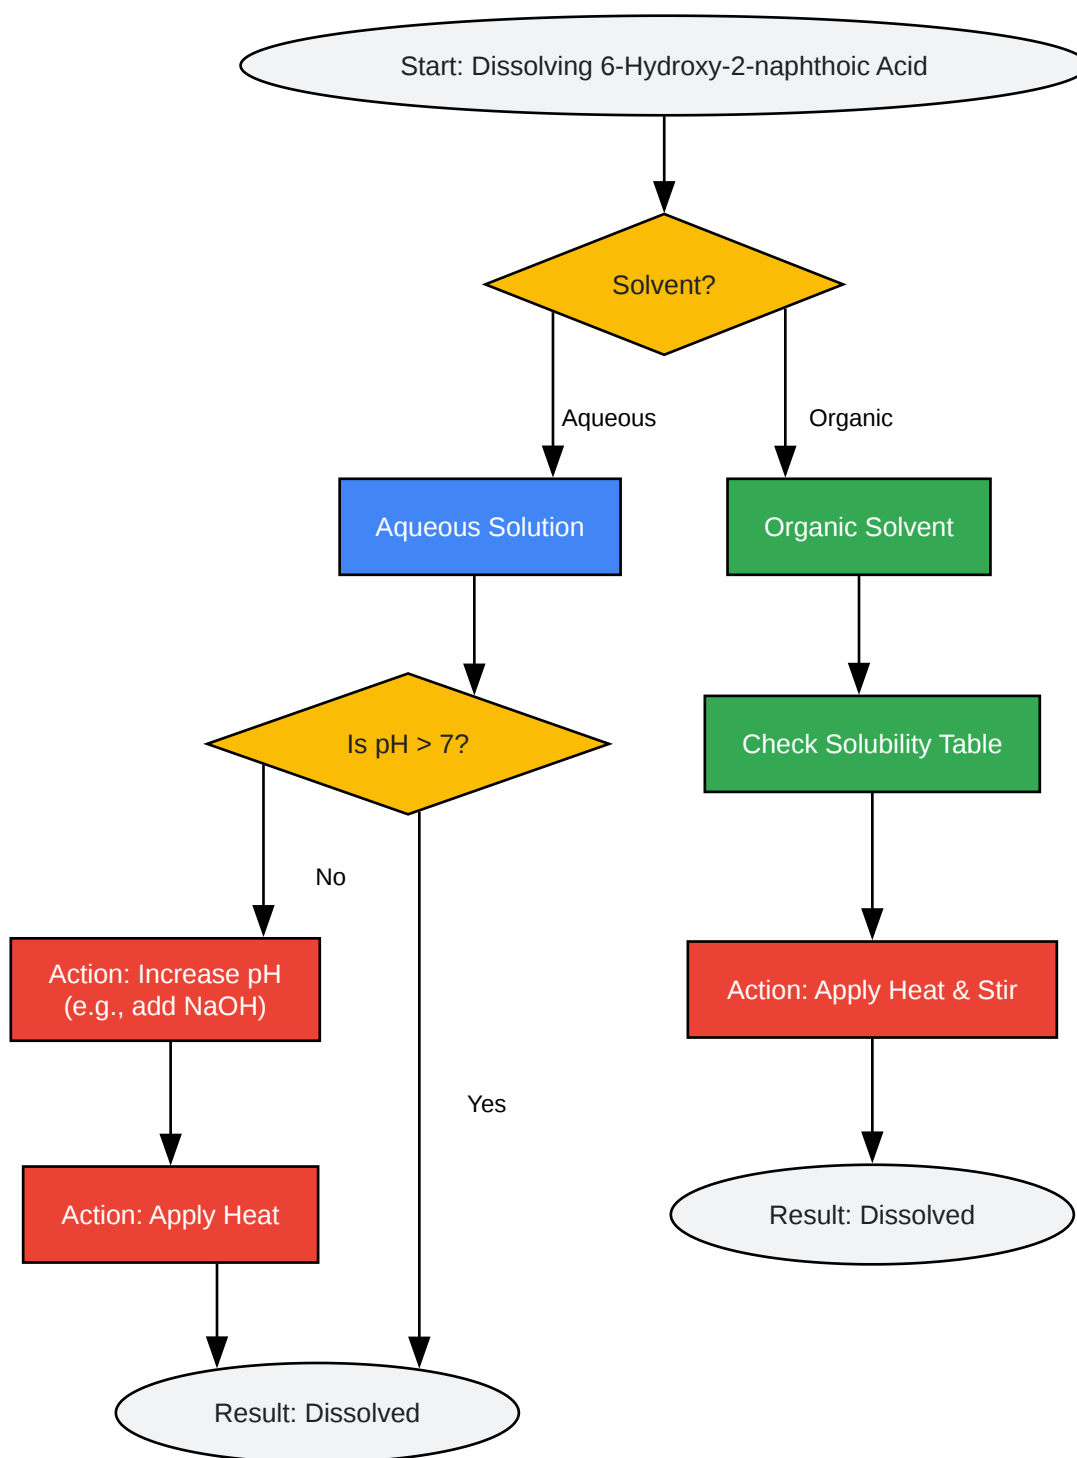 Start: Dissolving 6-Hydroxy-2-naphthoic Acid
Solvent?
Aqueous
Organic
Aqueous Solution
Organic Solvent
Is pH > 7?
Check Solubility Table
No
Action: Increase pH
(e.g., add NaOH)
Action: Apply Heat & Stir
Yes
Action: Apply Heat
Result: Dissolved
Result: Dissolved